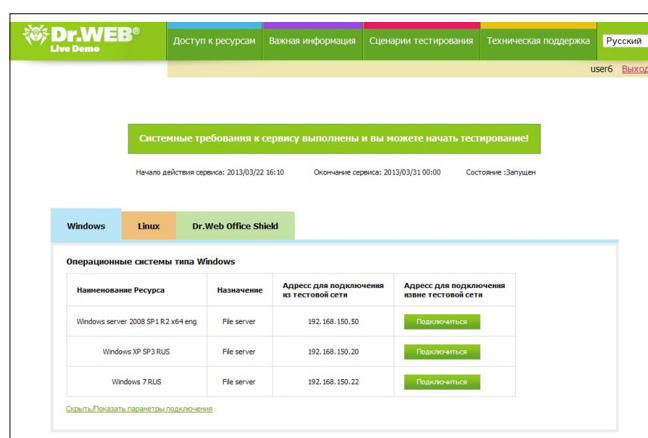 Dr.WEB®
Live Demo
Доступ к ресурсам
Важная информация
Сценарии тестирования
Техническая поддержка
Русский
user6 Выход
Системные требования к сервису выполнены и вы можете начать тестирование!
Начало действия сервиса: 2013/03/22 16:10 Окончание сервиса: 2013/03/31 00:00 Состояние :Запущен
Windows Linux Dr.Web Office Shield
Операционные системы типа Windows
Наименование Ресурса
Назначение
Адресс для подключения
из тестовой сети
Адресс для подключения
извне тестовой сети
Windows server 2008 SP1 R2 x64 eng File server 192.168.150.50 Подключиться
Windows XP SP3 RUS File server 192.168.150.20 Подключиться
Windows 7 RUS File server 192.168.150.22 Подключиться
Скрыть/Показать параметры подключения